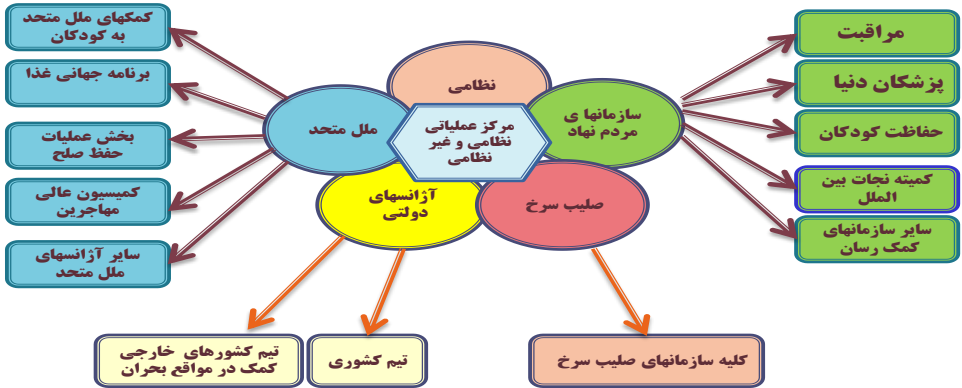 کمکهای ملل متحد
به کودکان
برنامه جهانی غذا
بخش عملیات
حفظ صلح
کمیسیون عالی
مهاجرین
سایر آژانسهای
ملل متحد
نظامی
ملل متحد
مرکز عملیاتی
نظامی و غیر
نظامی
سازمانها ی
مردم نهاد
آژانسهای
دولتی
صلیب سرخ
مراقبت
پزشکان دنیا
حفاظت کودکان
کمیته نجات بین
الملل
سایر سازمانهای
کمک رسان
تیم کشورهای خارجی
کمک در مواقع بحران
تیم کشوری
کلیه سازمانهای صلیب سرخ